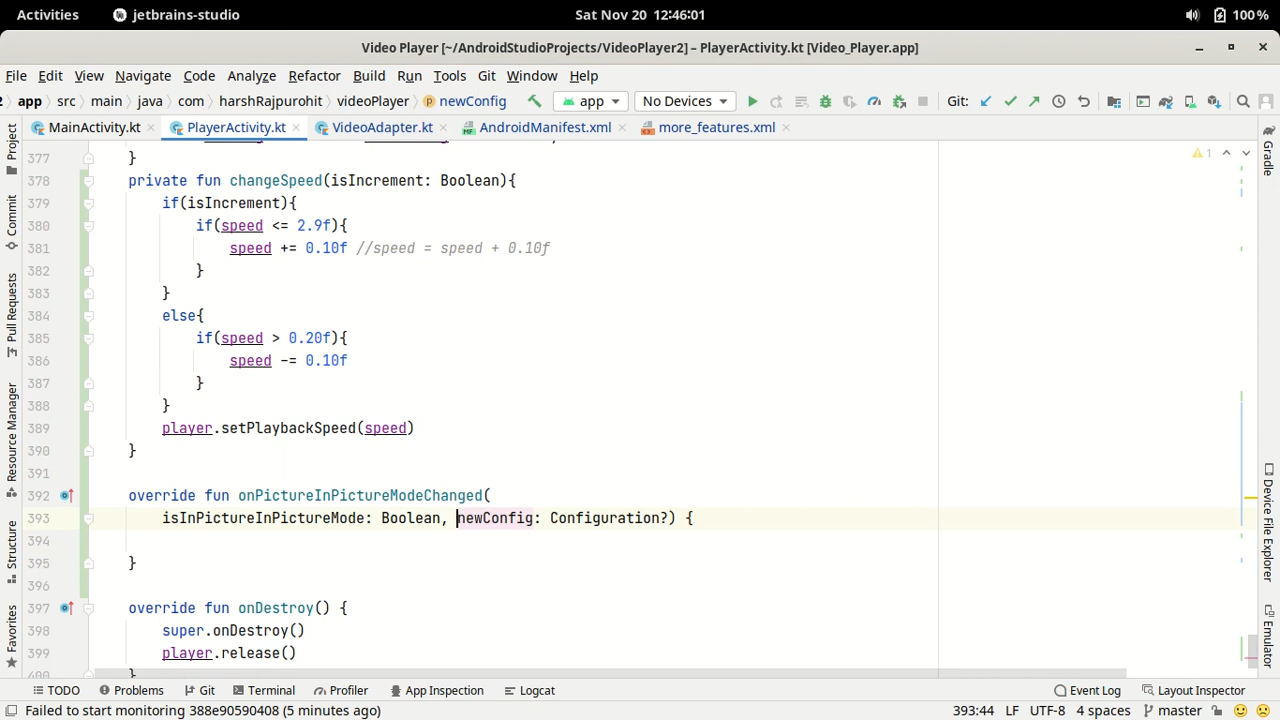 Activities jetbrains-studio Sat Nov 20 12:46:01 100%
Video Player [~/AndroidStudioProjects/VideoPlayer2] – PlayerActivity.kt [Video_Player.app]
File Edit View Navigate Code Analyze Refactor Build Run Tools Git Window Help
app src main java com harshRajpurohit videoPlayer newConfig app No Devices Git:
MainActivity.kt PlayerActivity.kt VideoAdapter.kt AndroidManifest.xml more_features.xml
377 }
378 private fun changeSpeed(isIncrement: Boolean){
379 if(isIncrement){
380 if(speed <= 2.9f){
381 speed += 0.10f //speed = speed + 0.10f
382 }
383 }
384 else{
385 if(speed > 0.20f){
386 speed -= 0.10f
387 }
388 }
389 player.setPlaybackSpeed(speed)
390 }
391
392 override fun onPictureInPictureModeChanged(
393 isInPictureInPictureMode: Boolean, newConfig: Configuration?) {
394
395 }
396
397 override fun onDestroy() {
398 super.onDestroy()
399 player.release()
400 }
1
Project
Commit
Pull Requests
Resource Manager
Structure
Favorites
Gradle
Device File Explorer
Emulator
TODO Problems Git Terminal Profiler App Inspection Logcat Event Log Layout Inspector
Failed to start monitoring 388e90590408 (5 minutes ago) 393:44 LF UTF-8 4 spaces master